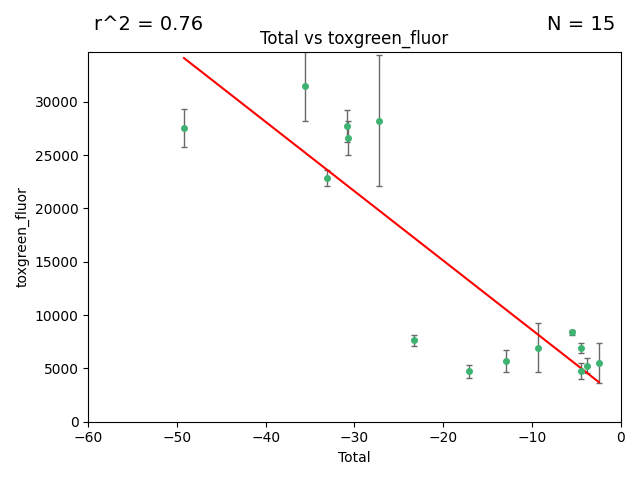 r^2 = 0.76
N = 15
Total vs toxgreen_fluor
30000
25000
20000
15000
10000
5000
0
toxgreen_fluor
−60
−50
−40
−30
−20
−10
0
Total